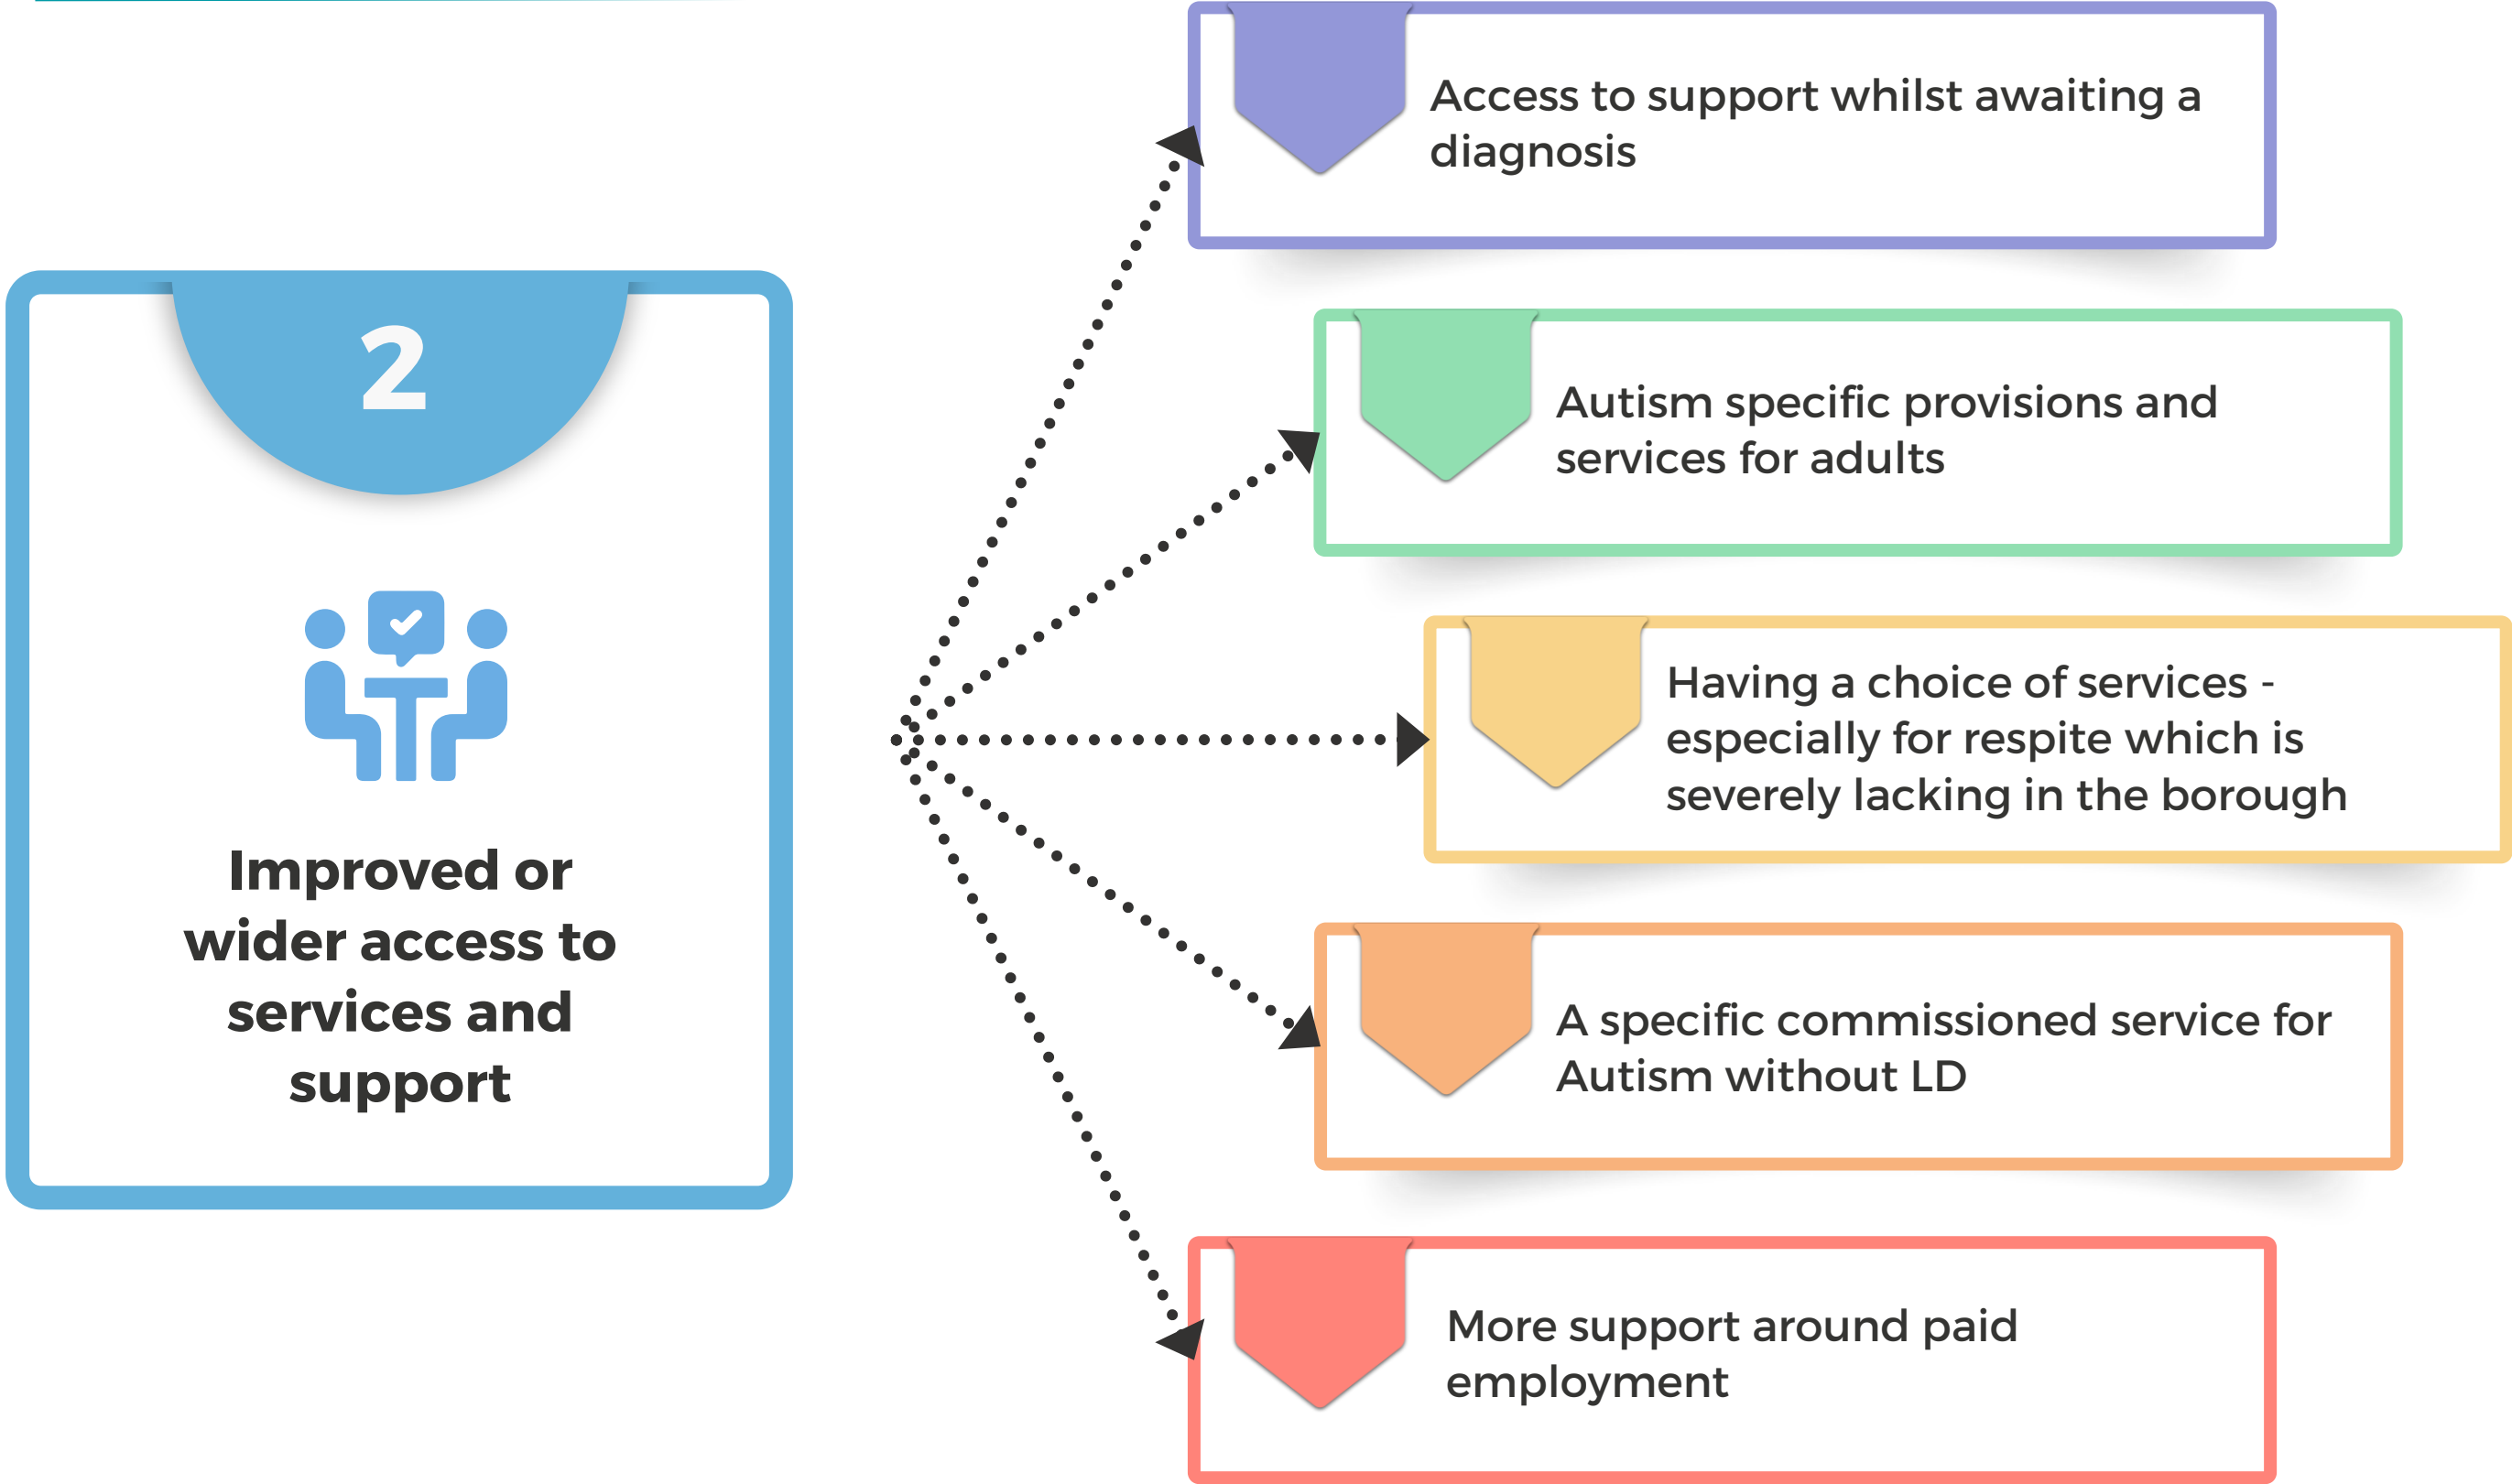 2
Improved or
wider access to
services and
support
Access to support whilst awaiting a
diagnosis
Autism specific provisions and
services for adults
Having a choice of services -
especially for respite which is
severely lacking in the borough
A specific commissioned service for
Autism without LD
More support around paid
employment